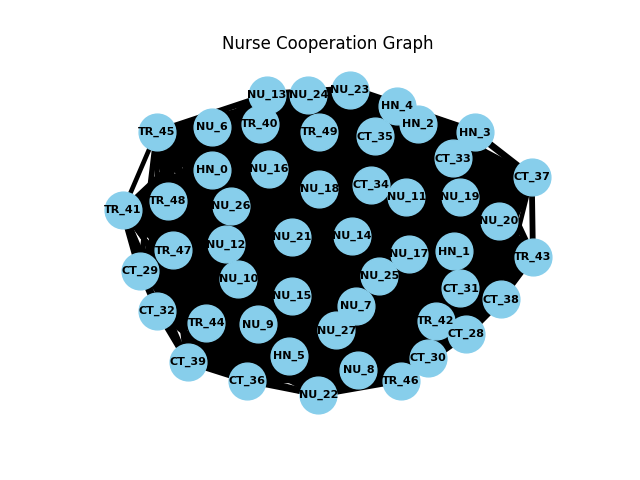 Nurse Cooperation Graph
NU_23
NU_13
NU_24
HN_4
TR_40
HN_2
NU_6
TR_45
TR_49
HN_3
CT_35
CT_33
NU_16
HN_0
CT_37
CT_34
NU_18
NU_11
NU_19
TR_48
NU_26
TR_41
NU_20
NU_14
NU_21
NU_12
TR_47
HN_1
NU_17
TR_43
CT_29
NU_25
NU_10
CT_31
NU_15
CT_38
NU_7
CT_32
TR_42
TR_44
NU_9
NU_27
CT_28
HN_5
CT_30
CT_39
NU_8
CT_36
TR_46
NU_22